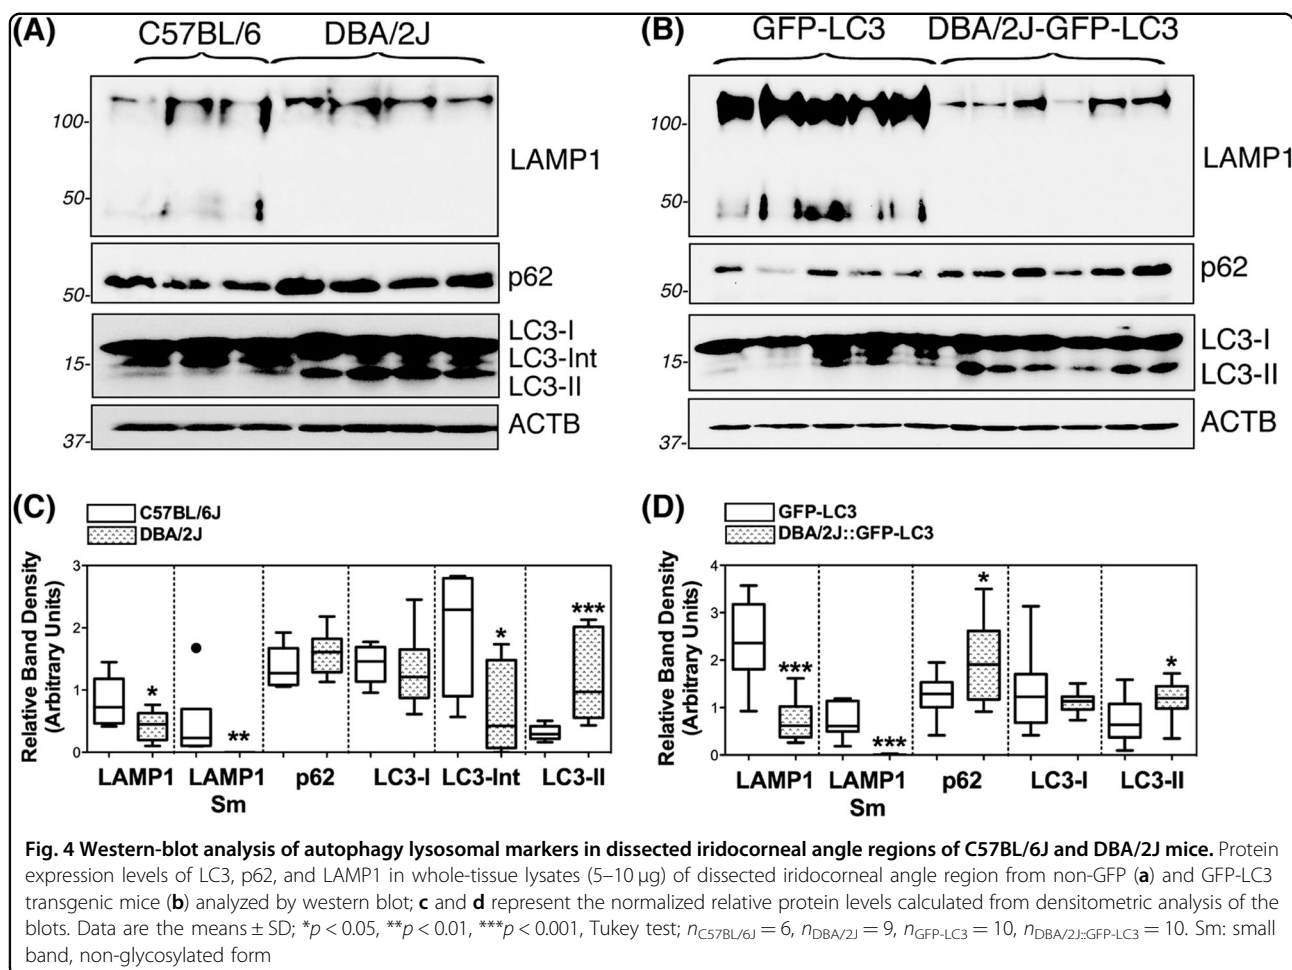 (A)
C57BL/6 DBA/2J
100-
LAMP1
50-
p62
50-
LC3-I
LC3-Int
15-
LC3-II
ACTB
37-
(B)
GFP-LC3 DBA/2J-GFP-LC3
100-
LAMP1
50-
p62
50-
LC3-I
15-
LC3-II
ACTB
37-
(C)
C57BL/6J
DBA/2J
Relative Band Density
(Arbitrary Units)
3
2
1
0
* ** * ***
LAMP1 LAMP1 p62 LC3-I LC3-Int LC3-II
Sm
(D)
GFP-LC3
DBA/2J::GFP-LC3
Relative Band Density
(Arbitrary Units)
4
3
2
1
0
*** *** * *
LAMP1 LAMP1 p62 LC3-I LC3-II
Sm
Fig. 4 Western-blot analysis of autophagy lysosomal markers in dissected iridocorneal angle regions of C57BL/6J and DBA/2J mice. Protein
expression levels of LC3, p62, and LAMP1 in whole-tissue lysates (5–10 μg) of dissected iridocorneal angle region from non-GFP (a) and GFP-LC3
transgenic mice (b) analyzed by western blot; c and d represent the normalized relative protein levels calculated from densitometric analysis of the
blots. Data are the means ± SD; *p < 0.05, **p < 0.01, ***p < 0.001, Tukey test; nC57BL/6J = 6, nDBA/2J = 9, nGFP-LC3 = 10, nDBA/2J::GFP-LC3 = 10. Sm: small
band, non-glycosylated form